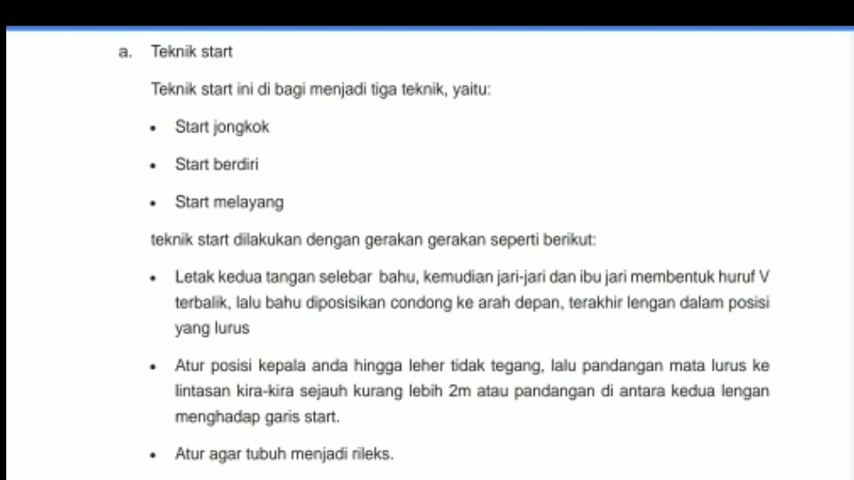 a. Teknik start
Teknik start ini di bagi menjadi tiga teknik, yaitu:
• Start jongkok
• Start berdiri
• Start melayang
teknik start dilakukan dengan gerakan gerakan seperti berikut:
• Letak kedua tangan selebar bahu, kemudian jari-jari dan ibu jari membentuk huruf V
terbalik, lalu bahu diposisikan condong ke arah depan, terakhir lengan dalam posisi
yang lurus
• Atur posisi kepala anda hingga leher tidak tegang, lalu pandangan mata lurus ke
lintasan kira-kira sejauh kurang lebih 2m atau pandangan di antara kedua lengan
menghadap garis start.
• Atur agar tubuh menjadi rileks.